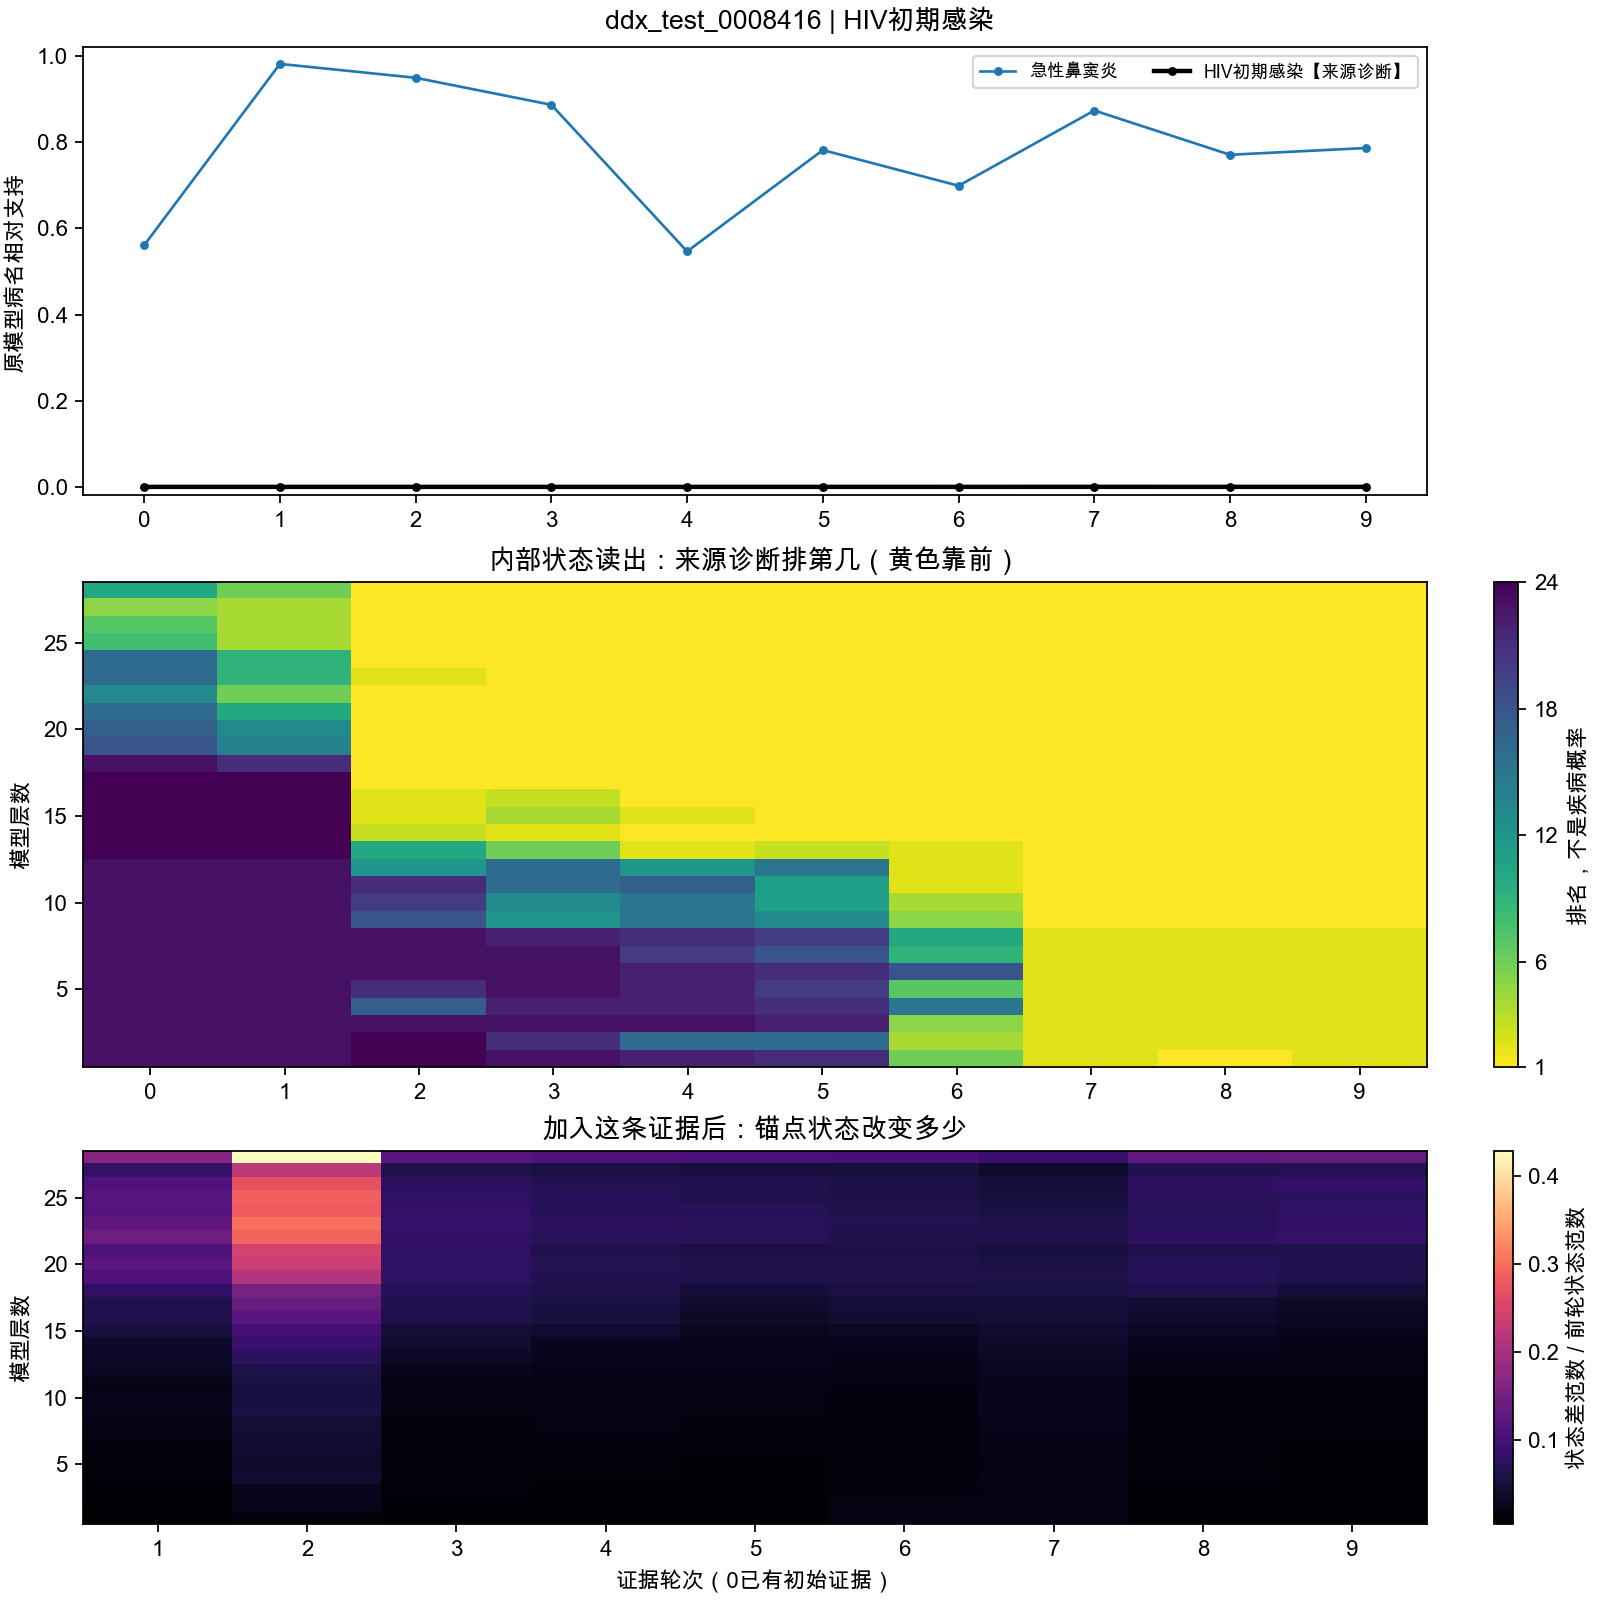 ddx_test_0008416 | HIV初期感染
原模型病名相对支持
1.0
0.8
0.6
0.4
0.2
0.0
急性鼻窦炎
HIV初期感染【来源诊断】
0 1 2 3 4 5 6 7 8 9
内部状态读出：来源诊断排第几（黄色靠前）
模型层数
25
20
15
10
5
0 1 2 3 4 5 6 7 8 9
24
18
12
6
1
排名，不是疾病概率
加入这条证据后：锚点状态改变多少
模型层数
25
20
15
10
5
1 2 3 4 5 6 7 8 9
证据轮次（0已有初始证据）
0.4
0.3
0.2
0.1
状态差范数 / 前轮状态范数